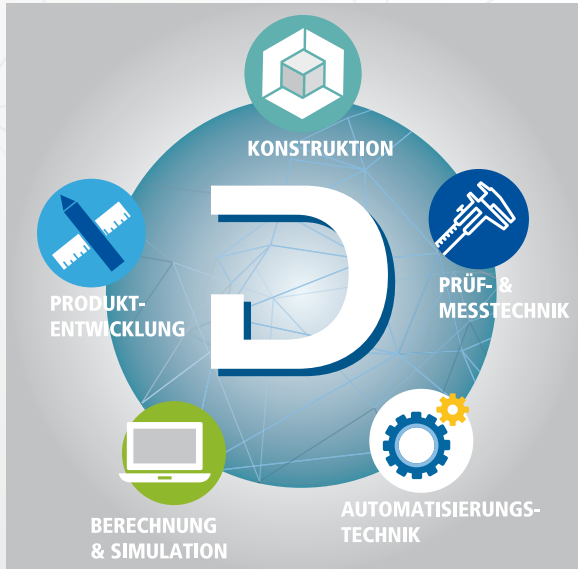 KONSTRUKTION
PRÜF- &
MESSTECHNIK
AUTOMATISIERUNGS-
TECHNIK
BERECHNUNG
& SIMULATION
PRODUKT-
ENTWICKLUNG
D